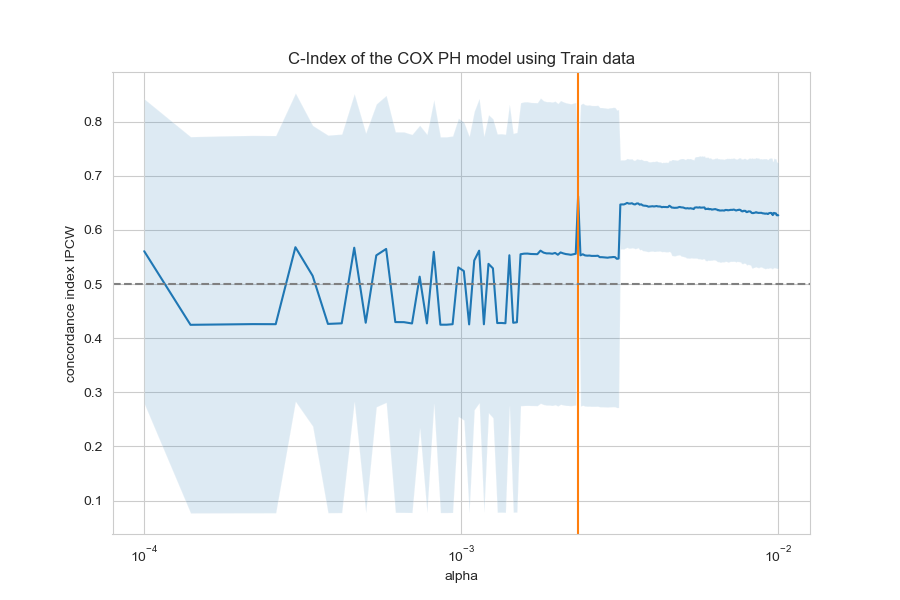 C-Index of the COX PH model using Train data
concordance index IPCW
0.8
0.7
0.6
0.5
0.4
0.3
0.2
0.1
10⁻⁴ 10⁻³ 10⁻²
alpha